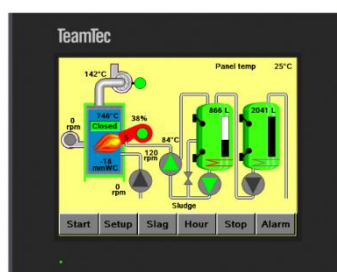 TeamTec
Panel temp 25°C
142°C
746°C
Closed
38%
866 L
2041 L
0
rpm
84°C
120
rpm
-18
mmWC
0
rpm
Sludge
Start Setup Slag Hour Stop Alarm